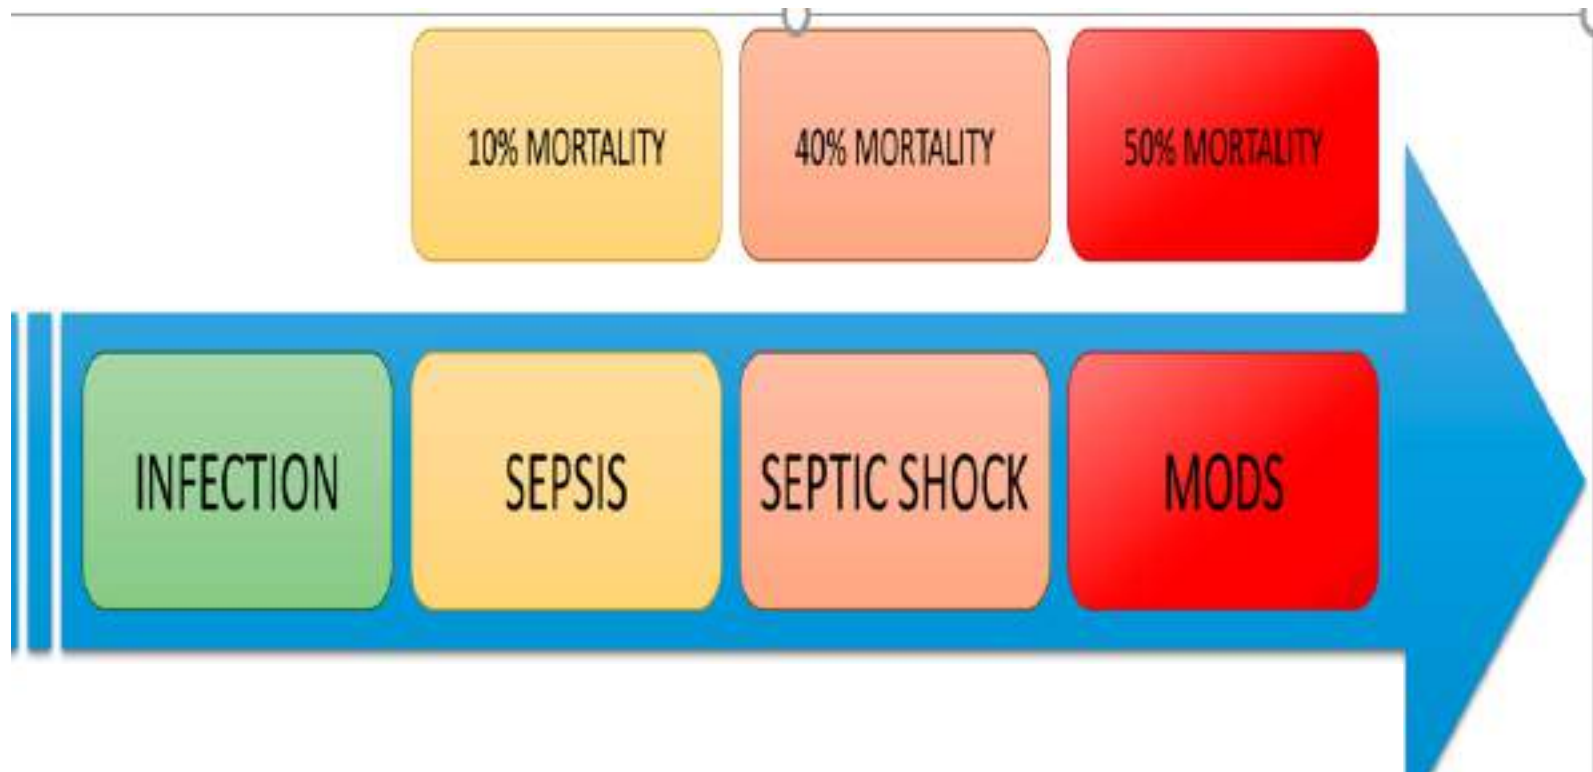 10% MORTALITY
40% MORTALITY
50% MORTALITY
INFECTION
SEPSIS
SEPTIC SHOCK
MODS